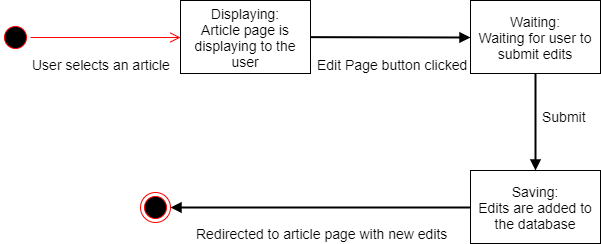 Displaying:
Article page is
displaying to the
user
User selects an article
Edit Page button clicked
Waiting:
Waiting for user to
submit edits
Submit
Saving:
Edits are added to
the database
Redirected to article page with new edits